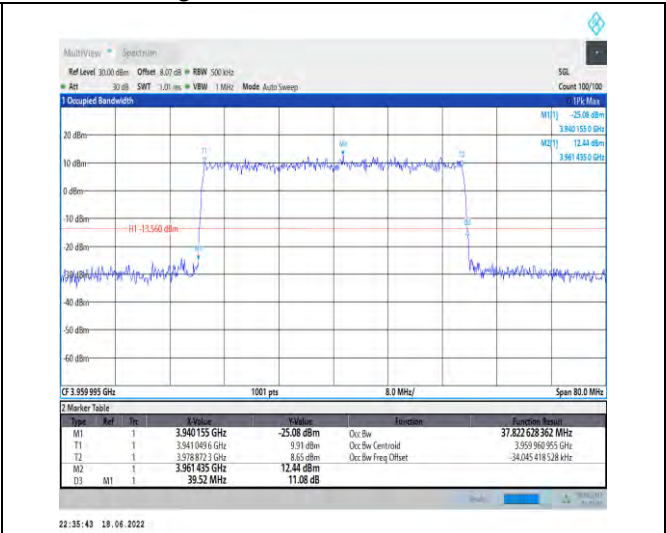 MultiView Spectrum
Ref Level 30.00 dBm Offset 8.07 dB RBW 500 kHz SGL
Att 30 dB SWT 1.01 ms VBW 1 MHz Mode Auto Sweep Count 100/100
1 Occupied Bandwidth 1Pk Max
M1[1] -25.08 dBm
3.940 155 0 GHz
M2[1] 12.44 dBm
3.961 435 0 GHz
20 dBm
10 dBm
0 dBm
-10 dBm
H1 -13.560 dBm
-20 dBm
-30 dBm
-40 dBm
-50 dBm
-60 dBm
T1
M2
T2
M1
D3
CF 3.959 995 GHz 1001 pts 8.0 MHz/ Span 80.0 MHz
2 Marker Table
Type Ref Trc X-Value Y-Value Function Function Result
M1 1 3.940155 GHz -25.08 dBm Occ Bw 37.822 628 362 MHz
T1 1 3.941 049 6 GHz 9.91 dBm Occ Bw Centroid 3.959 960 955 GHz
T2 1 3.978 872 3 GHz 8.65 dBm Occ Bw Freq Offset -34.045 418 528 kHz
M2 1 3.961 435 GHz 12.44 dBm
D3 M1 1 39.52 MHz 11.08 dB
22:35:43 18.06.2022